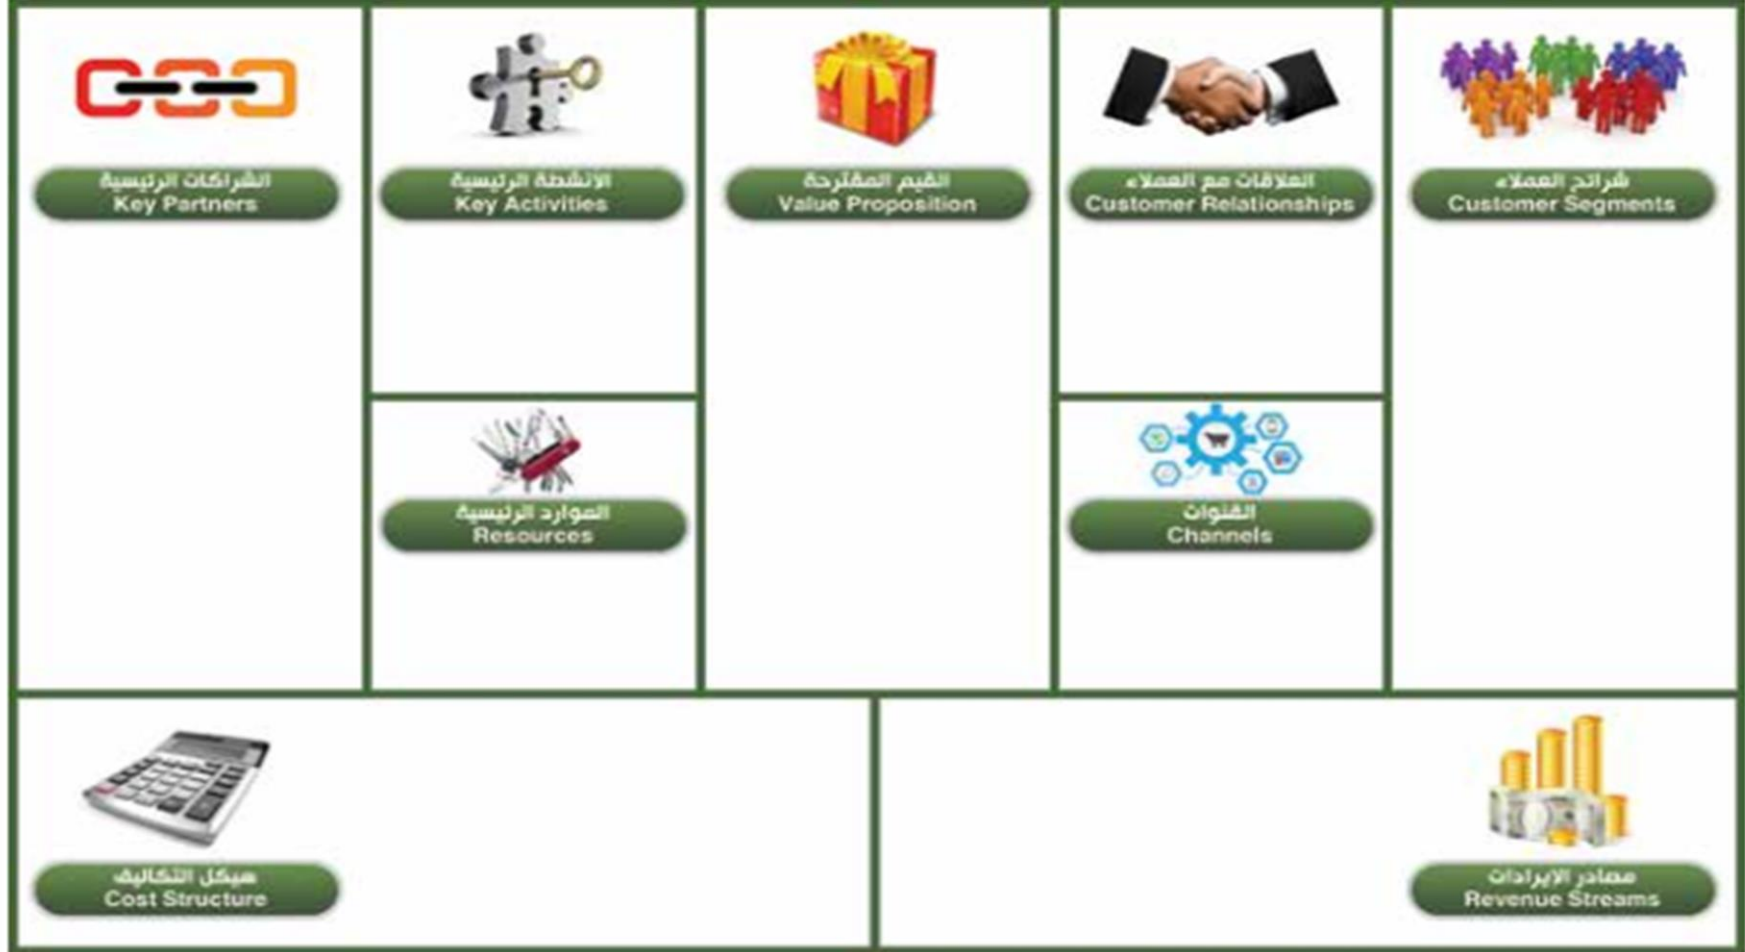 الشراكات الرئيسية
Key Partners
الأنشطة الرئيسية
Key Activities
القيم المقترحة
Value Proposition
العلاقات مع العملاء
Customer Relationships
شرائح العملاء
Customer Segments
الموارد الرئيسية
Resources
القنوات
Channels
هيكل التكاليف
Cost Structure
مصادر الإيرادات
Revenue Streams